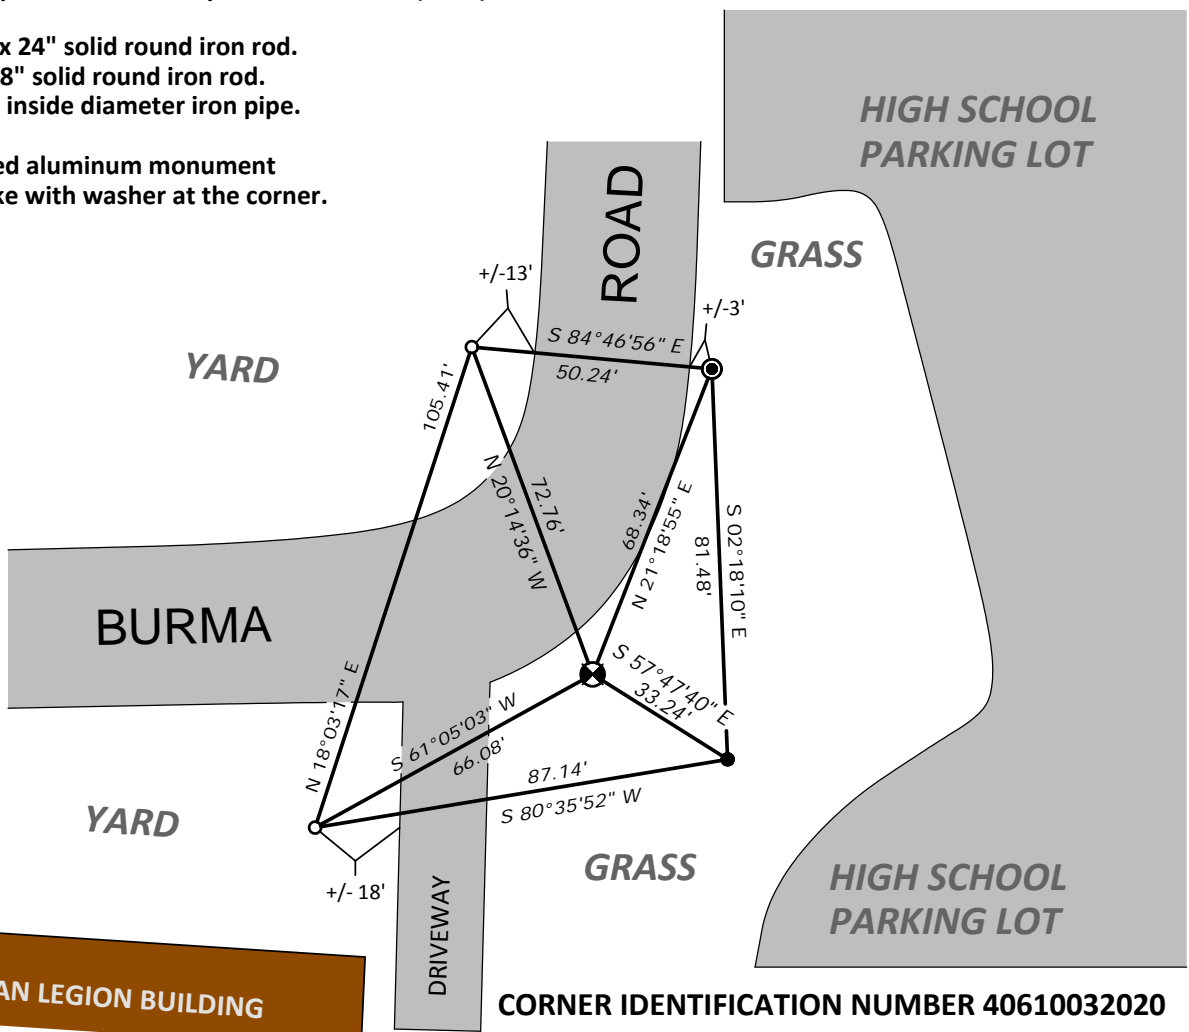 x 24" solid round iron rod.
8" solid round iron rod.
inside diameter iron pipe.
ed aluminum monument
ke with washer at the corner.
HIGH SCHOOL
PARKING LOT
ROAD
GRASS
+/-13'
+/-3'
S 84°46'56" E
50.24'
YARD
105.41'
N 20°14'36" W
72.76'
68.34'
N 21°18'55" E
S 02°18'10" E
81.48'
BURMA
S 57°47'40" E
33.24'
N 18°03'17" E
S 61°05'03" W
66.08'
87.14'
S 80°35'52" W
YARD
GRASS
+/- 18'
HIGH SCHOOL
PARKING LOT
DRIVEWAY
AN LEGION BUILDING
CORNER IDENTIFICATION NUMBER 40610032020